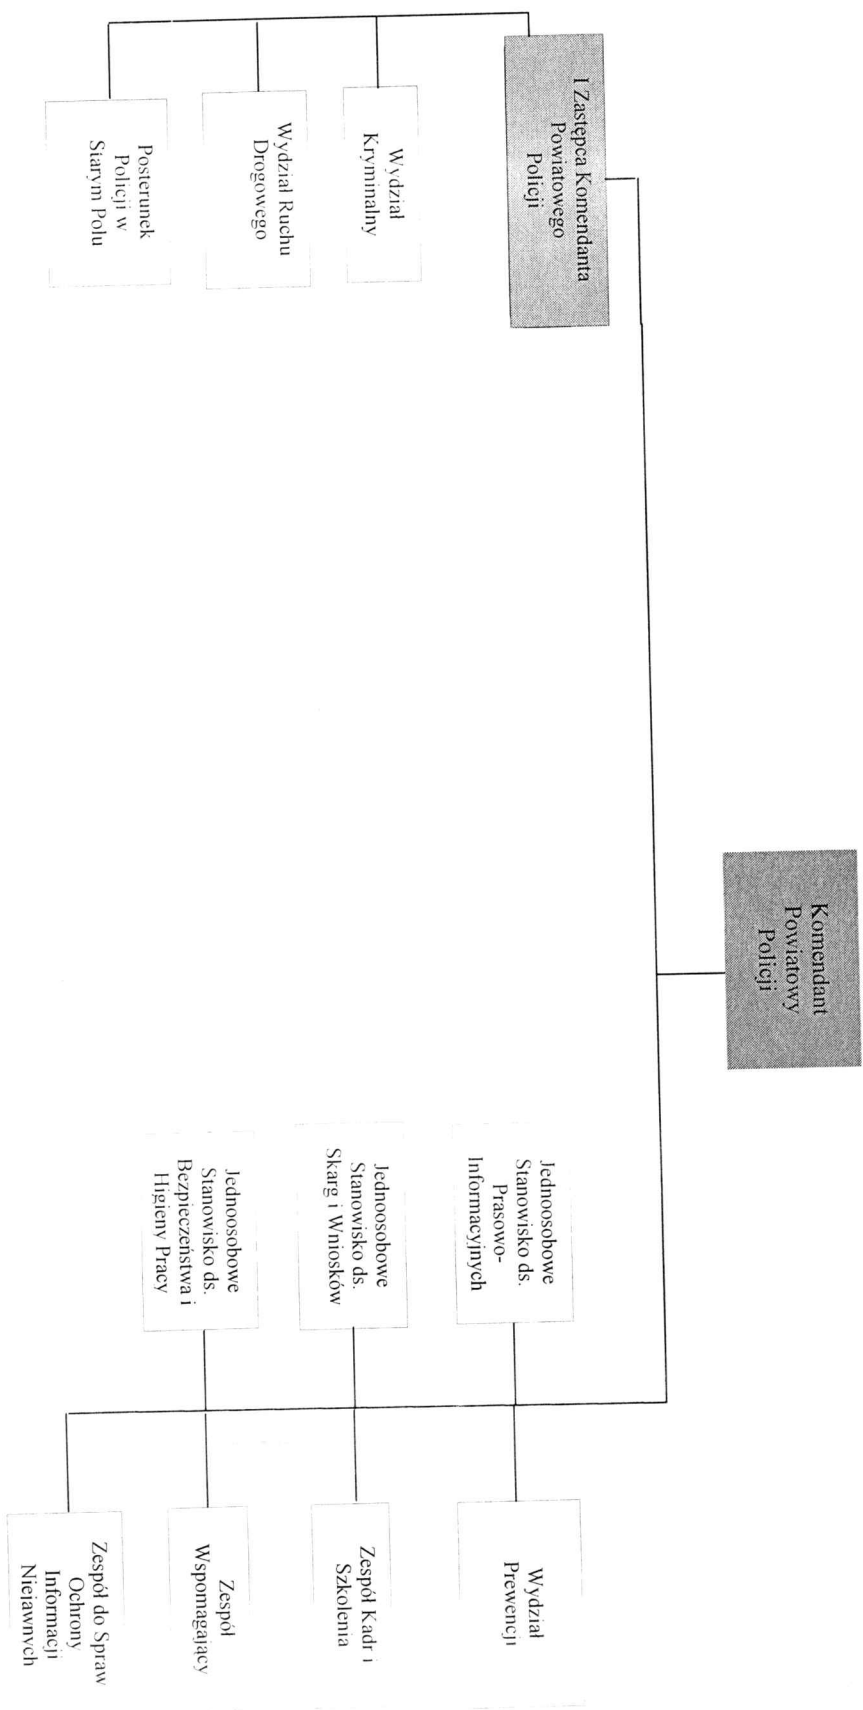 Komendant
Powiatowy
Policji
I Zastępca Komendanta
Powiatowego
Policji
Wydział
Kryminalny
Wydział Ruchu
Drogowego
Posterunek
Policji w
Starym Polu
Jednoosobowe
Stanowisko ds.
Prasowo-
Informacyjnych
Jednoosobowe
Stanowisko ds.
Skarg i Wniosków
Jednoosobowe
Stanowisko ds.
Bezpieczeństwa i
Higieny Pracy
Wydział
Prewencji
Zespół Kadr i
Szkolenia
Zespół
Wspomagający
Zespół do Spraw
Ochrony
Informacji
Niejawnych